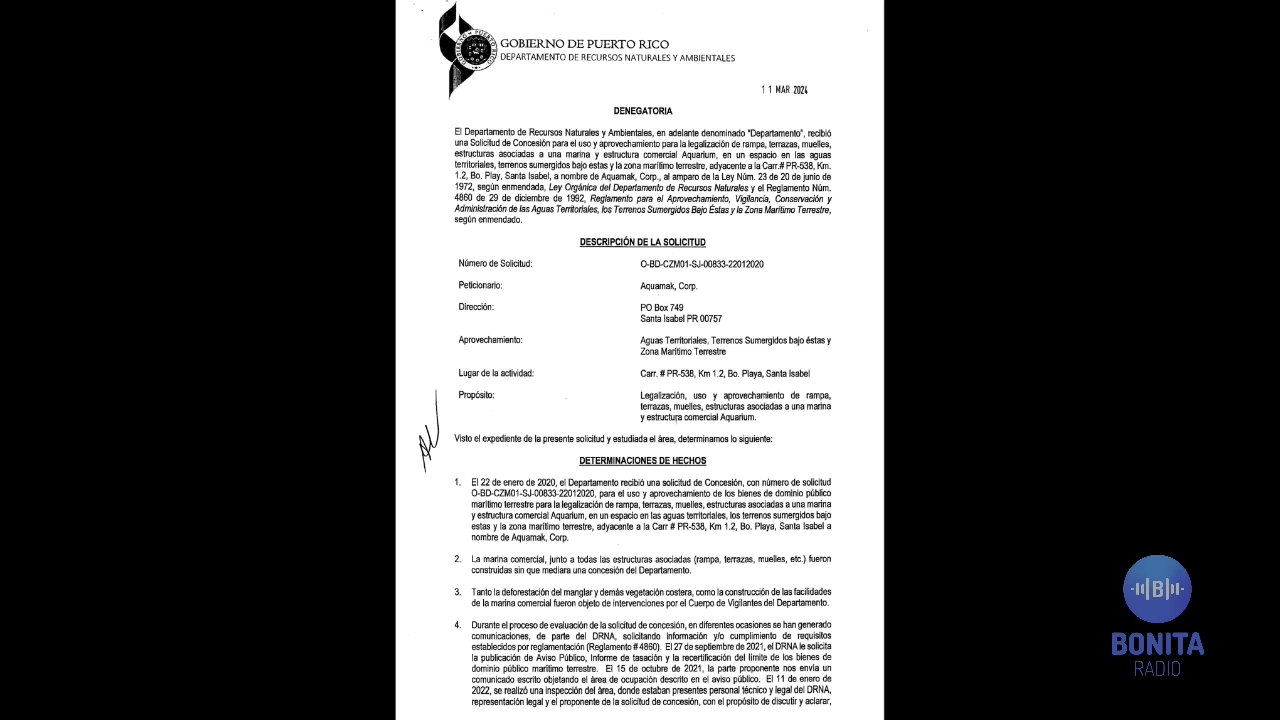 GOBIERNO DE PUERTO RICO
DEPARTAMENTO DE RECURSOS NATURALES Y AMBIENTALES
11 MAR 2024
DENEGATORIA
El Departamento de Recursos Naturales y Ambientales, en adelante denominado "Departamento", recibió
una Solicitud de Concesión para el uso y aprovechamiento para la legalización de rampa, terrazas, muelles,
estructuras asociadas a una marina y estructura comercial Aquarium, en un espacio en las aguas
territoriales, terrenos sumergidos bajo estas y la zona marítimo terrestre, adyacente a la Carr.# PR-538, Km.
1.2, Bo. Play, Santa Isabel, a nombre de Aquamak, Corp., al amparo de la Ley Núm. 23 de 20 de junio de
1972, según enmendada, Ley Orgánica del Departamento de Recursos Naturales y el Reglamento Núm.
4860 de 29 de diciembre de 1992, Reglamento para el Aprovechamiento, Vigilancia, Conservación y
Administración de las Aguas Territoriales, los Terrenos Sumergidos Bajo Éstas y la Zona Marítimo Terrestre,
según enmendado.
DESCRIPCIÓN DE LA SOLICITUD
Número de Solicitud: O-BD-CZM01-SJ-00833-22012020
Peticionario: Aquamak, Corp.
Dirección: PO Box 749
Santa Isabel PR 00757
Aprovechamiento: Aguas Territoriales, Terrenos Sumergidos bajo éstas y
Zona Marítimo Terrestre
Lugar de la actividad: Carr. # PR-538, Km 1.2, Bo. Playa, Santa Isabel
Propósito: Legalización, uso y aprovechamiento de rampa,
terrazas, muelles, estructuras asociadas a una marina
y estructura comercial Aquarium.
Visto el expediente de la presente solicitud y estudiada el área, determinamos lo siguiente:
DETERMINACIONES DE HECHOS
1. El 22 de enero de 2020, el Departamento recibió una solicitud de Concesión, con número de solicitud
O-BD-CZM01-SJ-00833-22012020, para el uso y aprovechamiento de los bienes de dominio público
marítimo terrestre para la legalización de rampa, terrazas, muelles, estructuras asociadas a una marina
y estructura comercial Aquarium, en un espacio en las aguas territoriales, los terrenos sumergidos bajo
estas y la zona marítimo terrestre, adyacente a la Carr # PR-538, Km 1.2, Bo. Playa, Santa Isabel a
nombre de Aquamak, Corp.
2. La marina comercial, junto a todas las estructuras asociadas (rampa, terrazas, muelles, etc.) fueron
construidas sin que mediara una concesión del Departamento.
3. Tanto la deforestación del manglar y demás vegetación costera, como la construcción de las facilidades
de la marina comercial fueron objeto de intervenciones por el Cuerpo de Vigilantes del Departamento.
4. Durante el proceso de evaluación de la solicitud de concesión, en diferentes ocasiones se han generado
comunicaciones, de parte del DRNA, solicitando información y/o cumplimiento de requisitos
establecidos por reglamentación (Reglamento # 4860). El 27 de septiembre de 2021, el DRNA le solicita
la publicación de Aviso Público, Informe de tasación y la recertificación del límite de los bienes de
dominio público marítimo terrestre. El 15 de octubre de 2021, la parte proponente nos envía un
comunicado escrito objetando el área de ocupación descrito en el aviso público. El 11 de enero de
2022, se realizó una inspección del área, donde estaban presentes personal técnico y legal del DRNA,
representación legal y el proponente de la solicitud de concesión, con el propósito de discutir y aclarar,
B
BONITA
RADIO